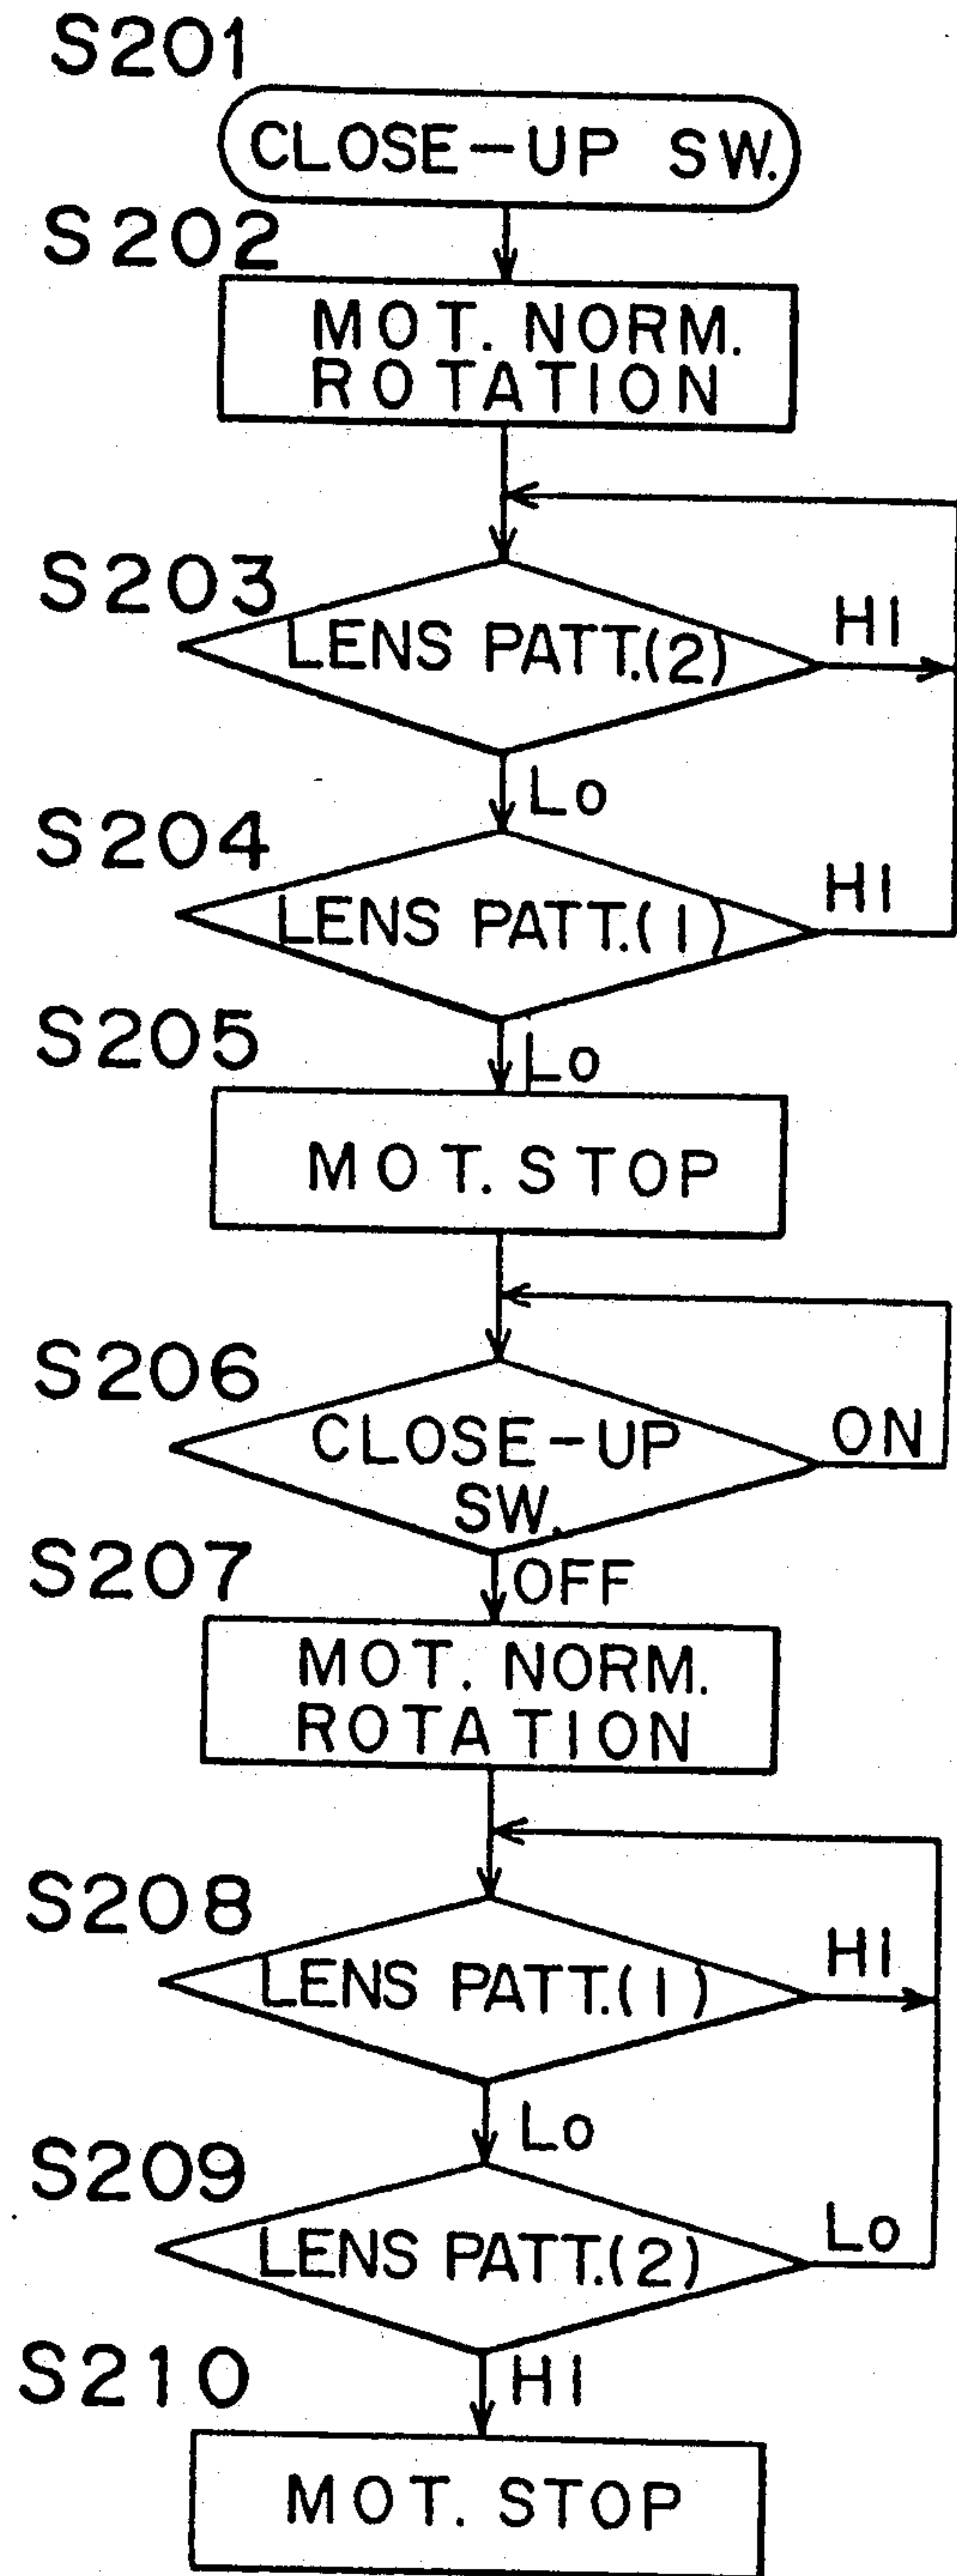 S201
CLOSE-UP SW.
S202
MOT. NORM.
ROTATION
S203
LENS PATT.(2)
HI
Lo
S204
LENS PATT.(1)
HI
S205
Lo
MOT. STOP
S206
CLOSE-UP
SW.
ON
S207
OFF
MOT. NORM.
ROTATION
S208
LENS PATT.(1)
HI
Lo
S209
LENS PATT.(2)
Lo
S210
HI
MOT. STOP